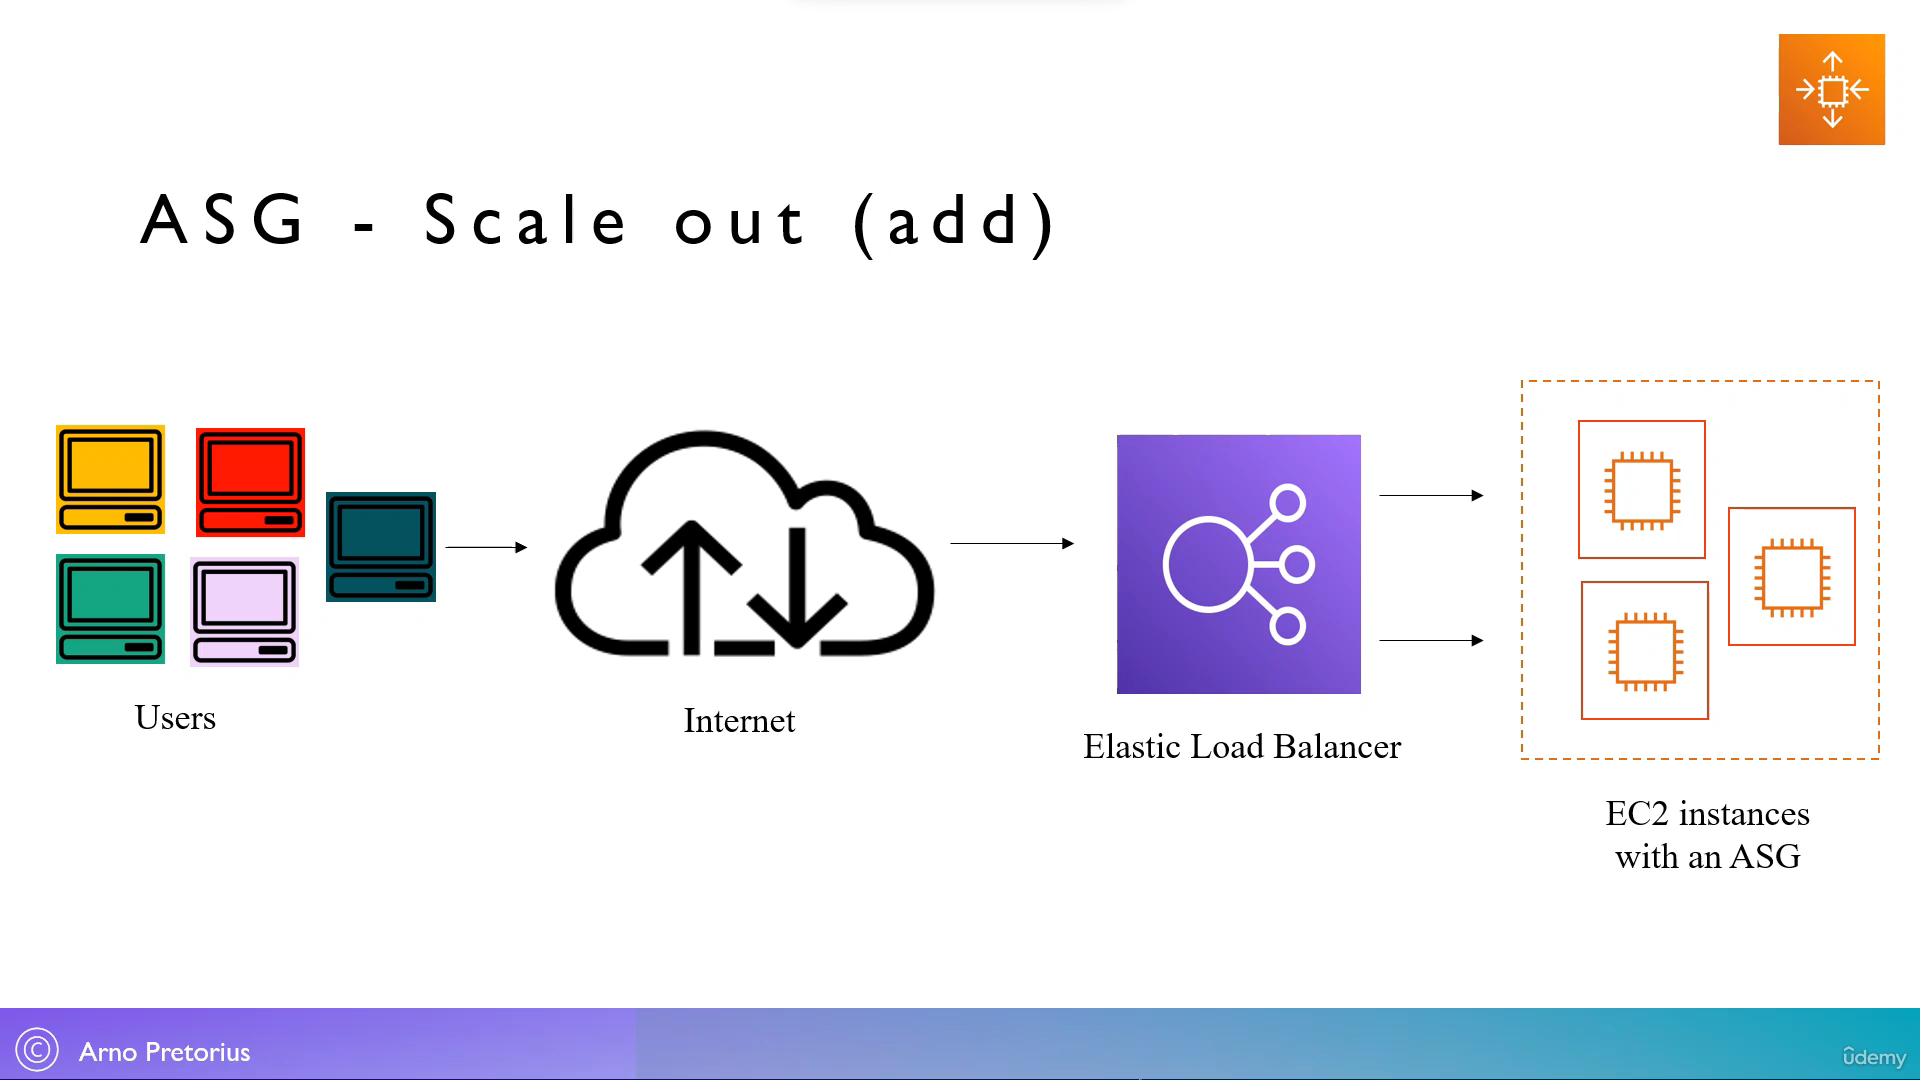 ASG - Scale out (add)
Users
Internet
Elastic Load Balancer
EC2 instances
with an ASG
© Arno Pretorius
ûdemy